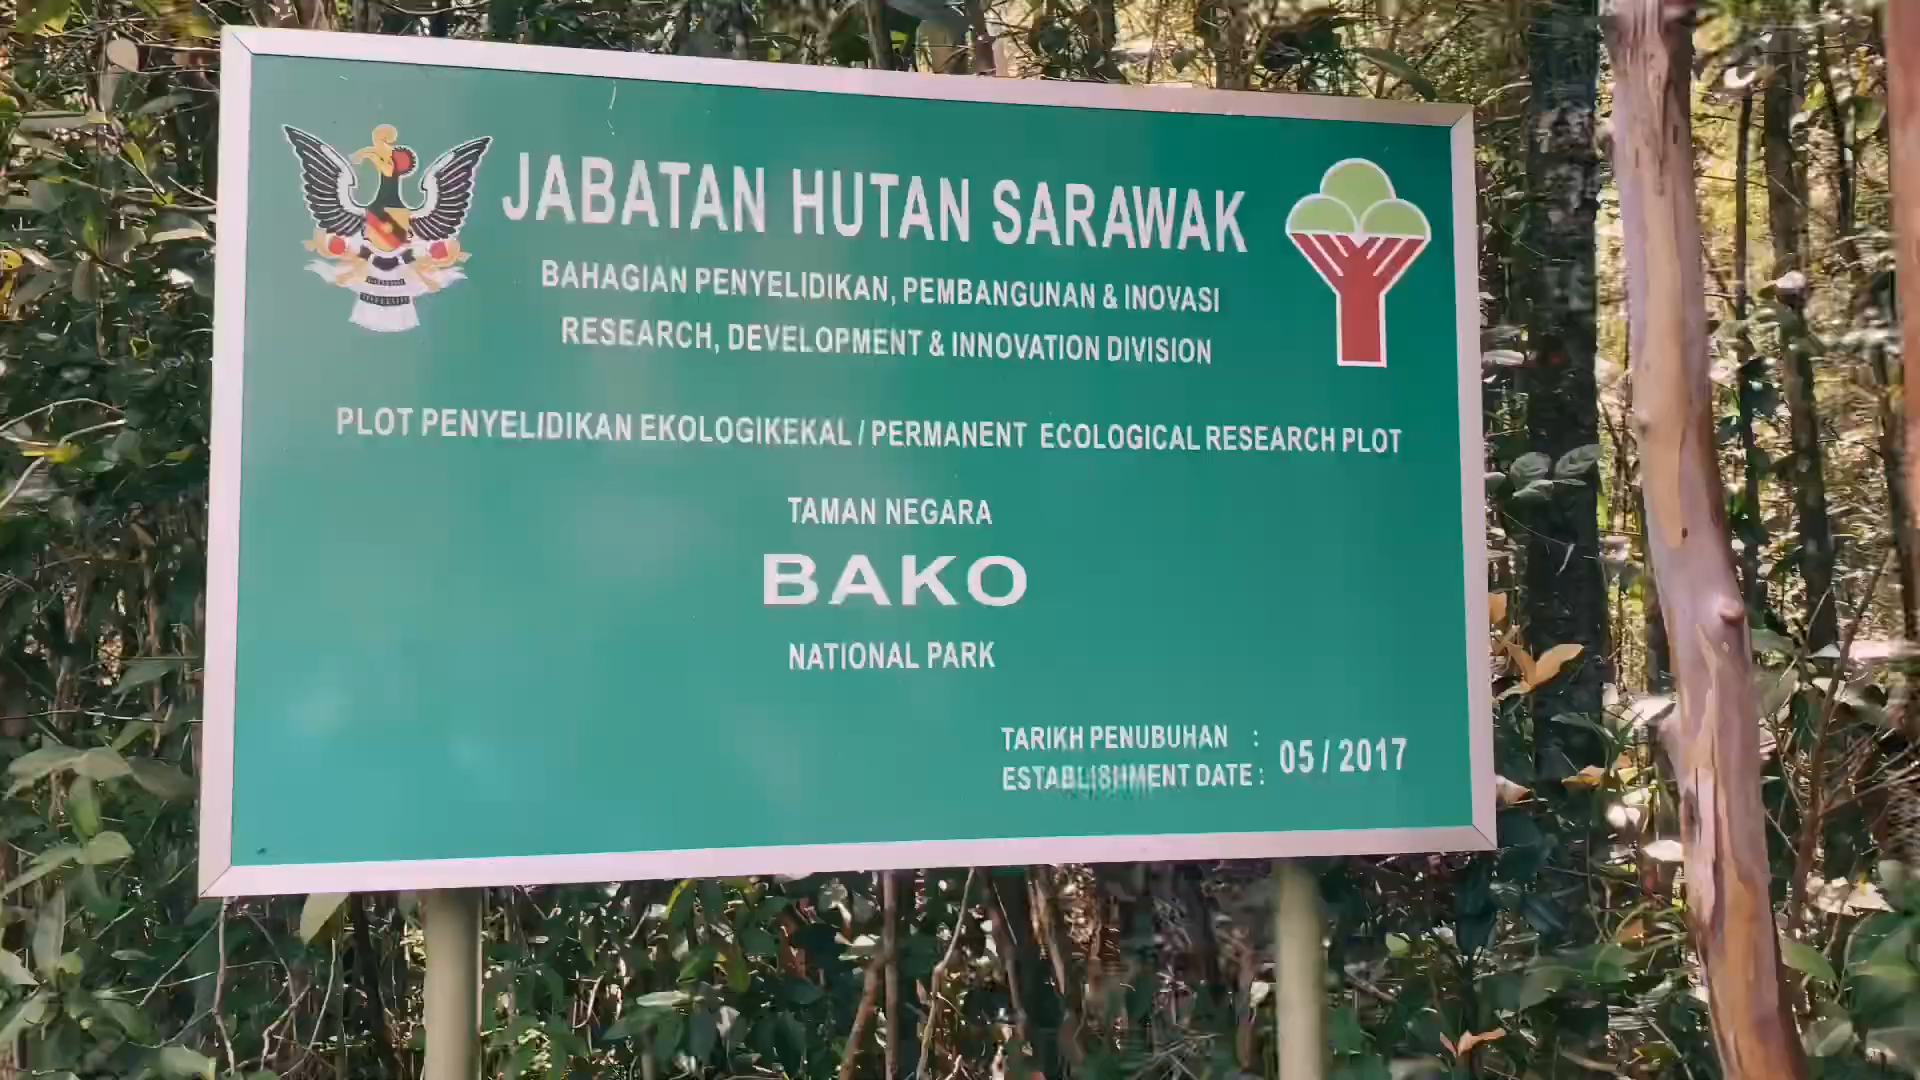 JABATAN HUTAN SARAWAK
BAHAGIAN PENYELIDIKAN, PEMBANGUNAN & INOVASI
RESEARCH, DEVELOPMENT & INNOVATION DIVISION
PLOT PENYELIDIKAN EKOLOGIKEKAL / PERMANENT ECOLOGICAL RESEARCH PLOT
TAMAN NEGARA
BAKO
NATIONAL PARK
TARIKH PENUBUHAN :
ESTABLISHMENT DATE : 05 / 2017